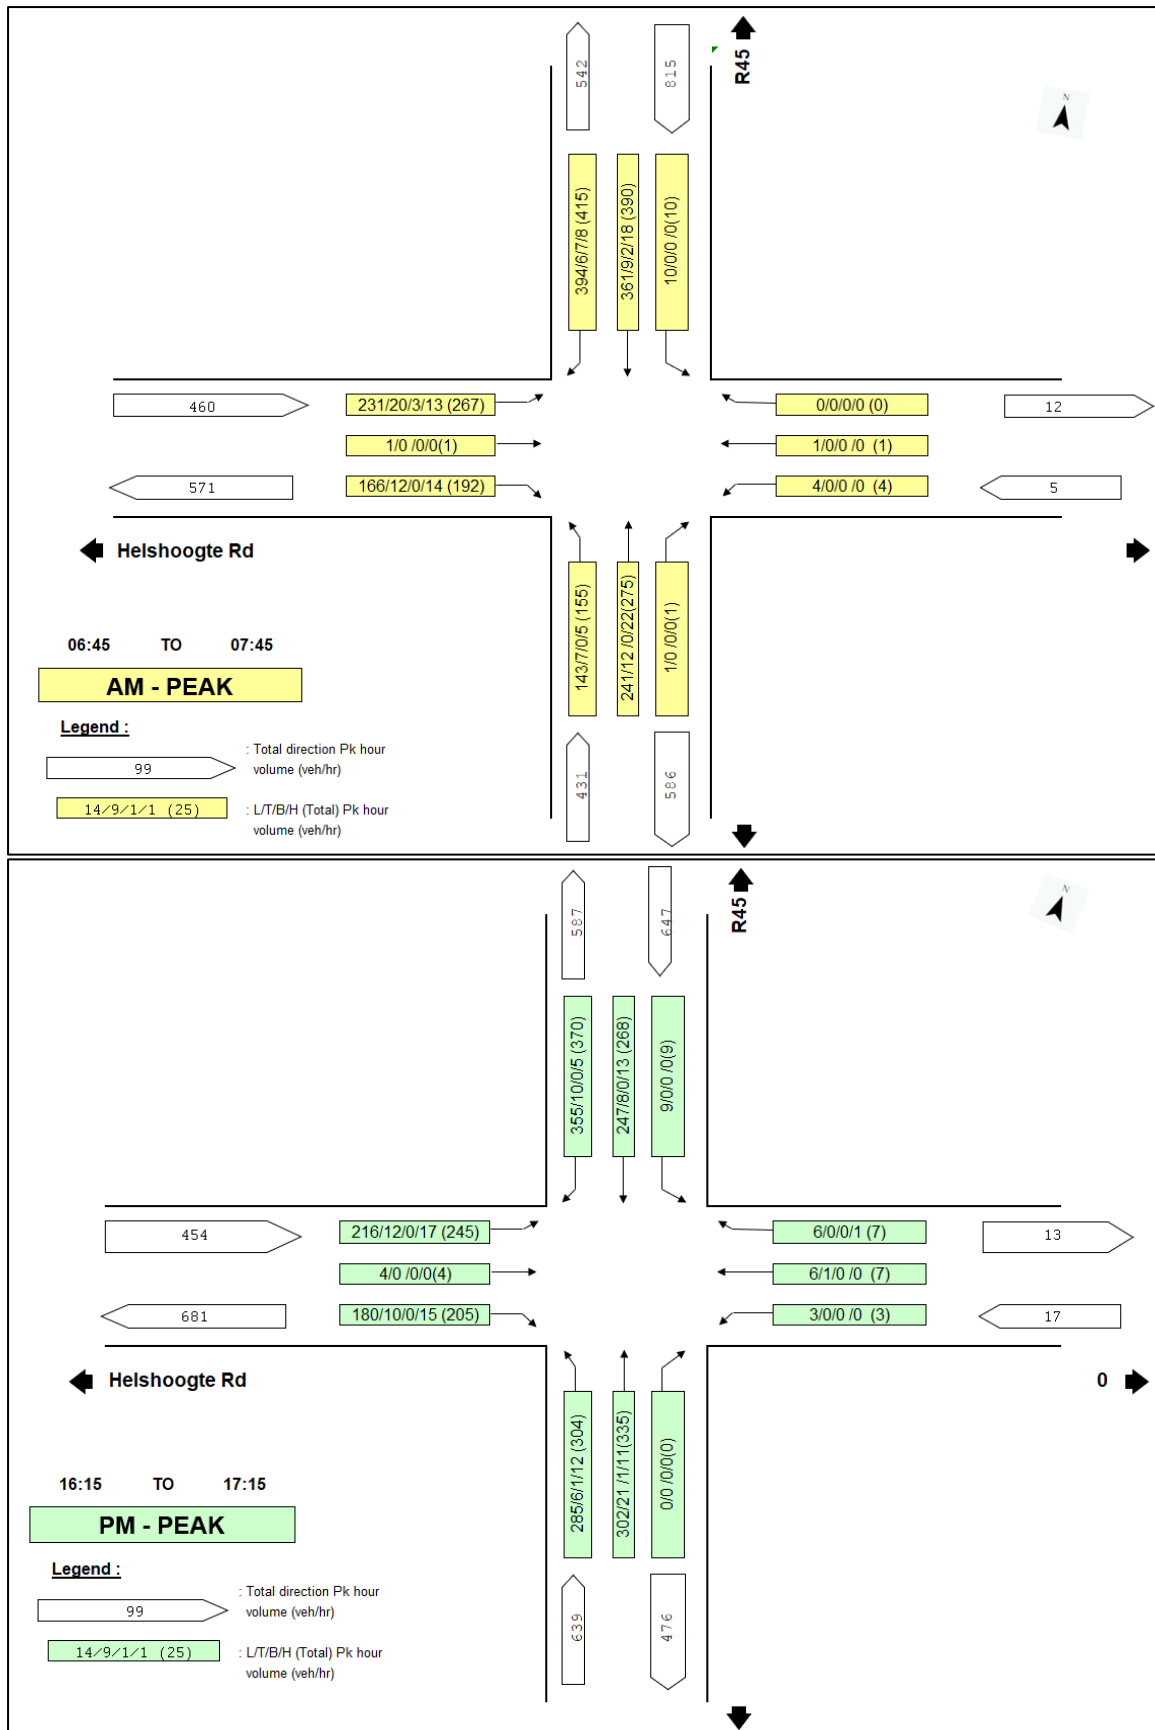 542
815
R45
N
394/6/7/8 (415)
361/9/2/18 (390)
10/0/0 /0(10)
460
231/20/3/13 (267)
0/0/0/0 (0)
12
1/0 /0/0(1)
1/0/0 /0 (1)
571
166/12/0/14 (192)
4/0/0 /0 (4)
5
Helshoogte Rd
143/7/0/5 (155)
241/12 /0/22(275)
1/0 /0/0(1)
06:45 TO 07:45
AM - PEAK
Legend :
99
: Total direction Pk hour
volume (veh/hr)
14/9/1/1 (25)
: L/T/B/H (Total) Pk hour
volume (veh/hr)
431
586
587
647
R45
N
355/10/0/5 (370)
247/8/0/13 (268)
9/0/0 /0(9)
454
216/12/0/17 (245)
6/0/0/1 (7)
13
4/0 /0/0(4)
6/1/0 /0 (7)
681
180/10/0/15 (205)
3/0/0 /0 (3)
17
Helshoogte Rd
0
285/6/1/12 (304)
302/21 /1/11(335)
0/0 /0/0(0)
16:15 TO 17:15
PM - PEAK
Legend :
99
: Total direction Pk hour
volume (veh/hr)
14/9/1/1 (25)
: L/T/B/H (Total) Pk hour
volume (veh/hr)
639
476